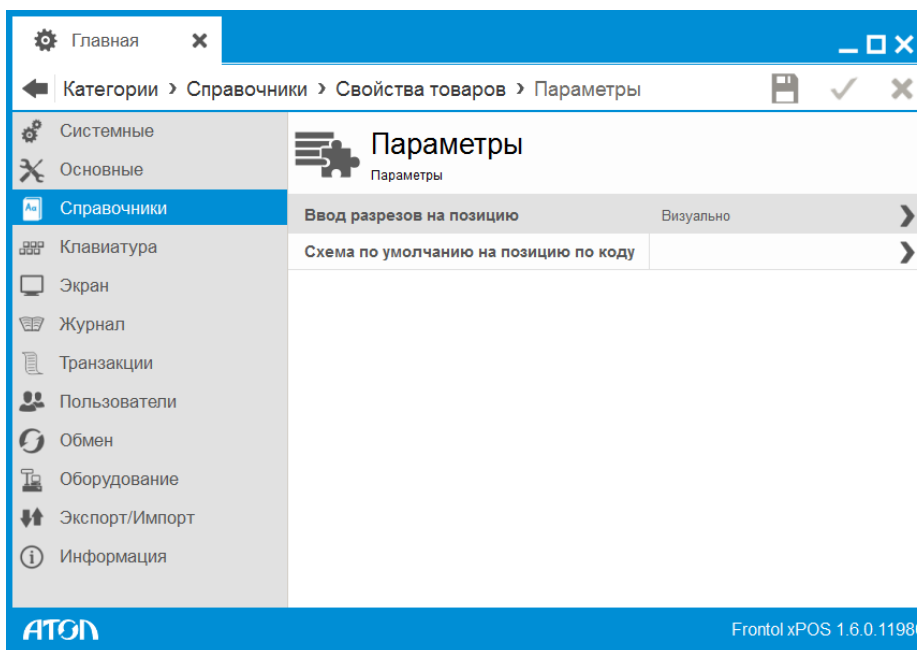 Главная
Категории › Справочники › Свойства товаров › Параметры
Системные
Основные
Справочники
Клавиатура
Экран
Журнал
Транзакции
Пользователи
Обмен
Оборудование
Экспорт/Импорт
Информация
Параметры
Параметры
Ввод разрезов на позицию Визуально
Схема по умолчанию на позицию по коду
АТОЛ
Frontol xPOS 1.6.0.1198